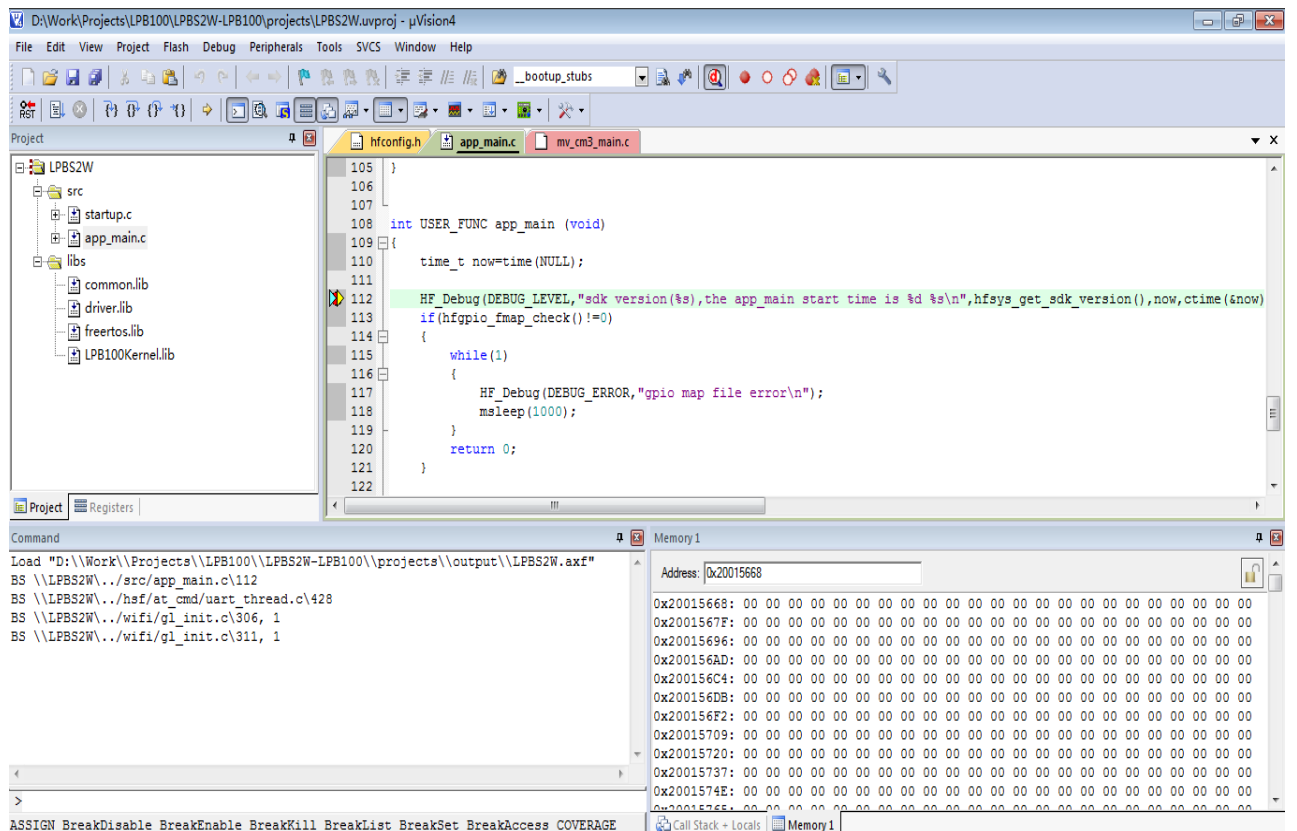 D:\Work\Projects\LPB100\LPBS2W-LPB100\projects\LPBS2W.uvproj - µVision4
File Edit View Project Flash Debug Peripherals Tools SVCS Window Help
__bootup_stubs
RST
Project
hfconfig.h app_main.c mv_cm3_main.c
LPBS2W
src
startup.c
app_main.c
libs
common.lib
driver.lib
freertos.lib
LPB100Kernel.lib
Project Registers
105 }
106
107
108 int USER_FUNC app_main (void)
109 {
110 time_t now=time(NULL);
111
112 HF_Debug(DEBUG_LEVEL,"sdk version(%s),the app_main start time is %d %s\n",hfsys_get_sdk_version(),now,ctime(&now)
113 if(hfgpio_fmap_check()!=0)
114 {
115 while(1)
116 {
117 HF_Debug(DEBUG_ERROR,"gpio map file error\n");
118 msleep(1000);
119 }
120 return 0;
121 }
122
Command
Load "D:\\Work\\Projects\\LPB100\\LPBS2W-LPB100\\projects\\output\\LPBS2W.axf"
BS \\LPBS2W\../src/app_main.c\112
BS \\LPBS2W\../hsf/at_cmd/uart_thread.c\428
BS \\LPBS2W\../wifi/gl_init.c\306, 1
BS \\LPBS2W\../wifi/gl_init.c\311, 1
>
ASSIGN BreakDisable BreakEnable BreakKill BreakList BreakSet BreakAccess COVERAGE
Memory 1
Address: 0x20015668
0x20015668: 00 00 00 00 00 00 00 00 00 00 00 00 00 00 00 00 00 00 00 00 00 00 00
0x2001567F: 00 00 00 00 00 00 00 00 00 00 00 00 00 00 00 00 00 00 00 00 00 00 00
0x20015696: 00 00 00 00 00 00 00 00 00 00 00 00 00 00 00 00 00 00 00 00 00 00 00
0x200156AD: 00 00 00 00 00 00 00 00 00 00 00 00 00 00 00 00 00 00 00 00 00 00 00
0x200156C4: 00 00 00 00 00 00 00 00 00 00 00 00 00 00 00 00 00 00 00 00 00 00 00
0x200156DB: 00 00 00 00 00 00 00 00 00 00 00 00 00 00 00 00 00 00 00 00 00 00 00
0x200156F2: 00 00 00 00 00 00 00 00 00 00 00 00 00 00 00 00 00 00 00 00 00 00 00
0x20015709: 00 00 00 00 00 00 00 00 00 00 00 00 00 00 00 00 00 00 00 00 00 00 00
0x20015720: 00 00 00 00 00 00 00 00 00 00 00 00 00 00 00 00 00 00 00 00 00 00 00
0x20015737: 00 00 00 00 00 00 00 00 00 00 00 00 00 00 00 00 00 00 00 00 00 00 00
0x2001574E: 00 00 00 00 00 00 00 00 00 00 00 00 00 00 00 00 00 00 00 00 00 00 00
Call Stack + Locals Memory 1